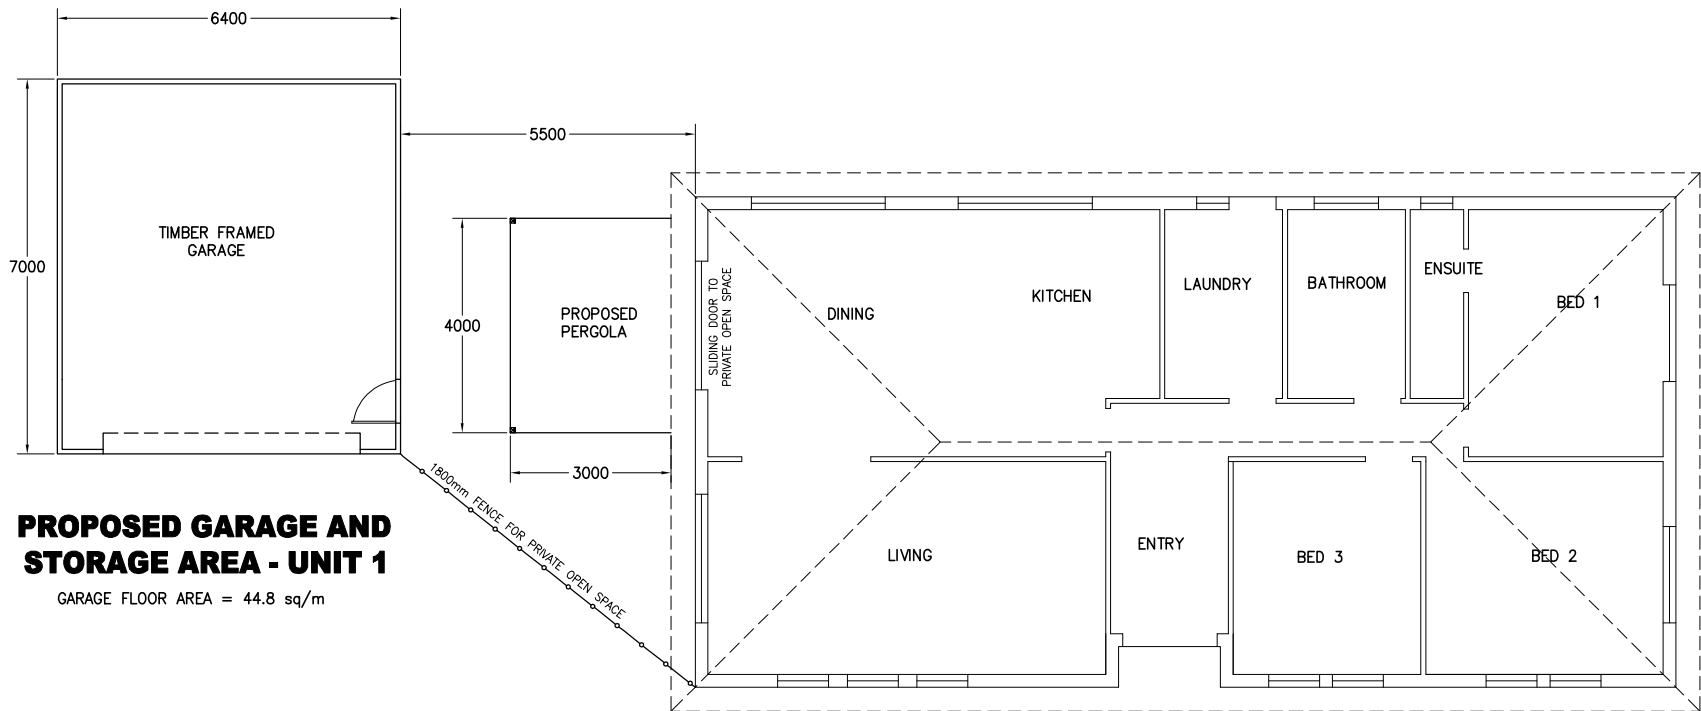 6400
5500
7000
TIMBER FRAMED
GARAGE
4000
PROPOSED
PERGOLA
3000
SLIDING DOOR TO
PRIVATE OPEN SPACE
DINING
KITCHEN
LAUNDRY
BATHROOM
ENSUITE
BED 1
1800mm FENCE FOR PRIVATE OPEN SPACE
LIVING
ENTRY
BED 3
BED 2
PROPOSED GARAGE AND
STORAGE AREA - UNIT 1
GARAGE FLOOR AREA = 44.8 sq/m